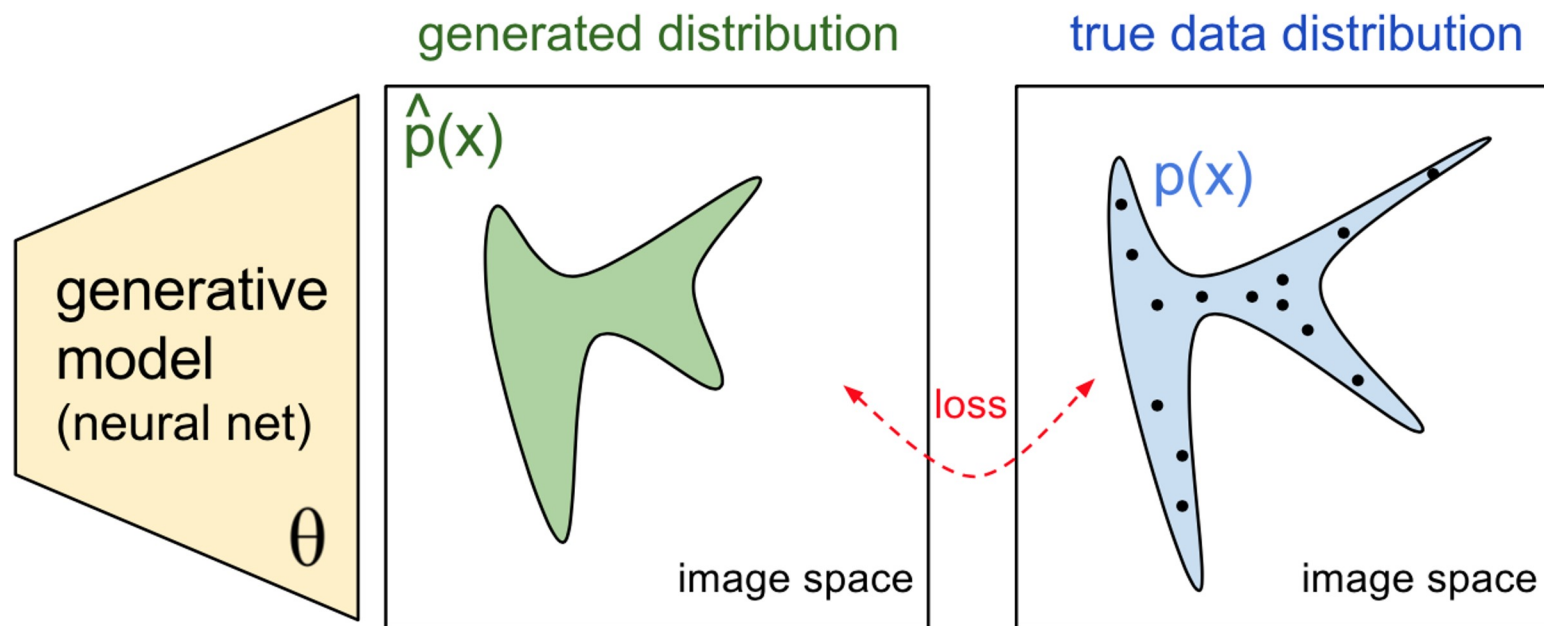 generated distribution
true data distribution
p̂(x)
p(x)
generative
model
(neural net)
loss
θ
image space
image space